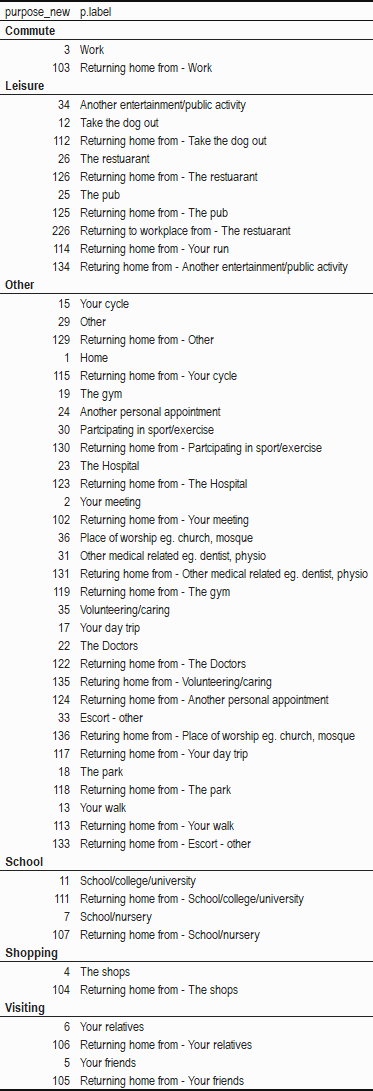 purpose_new p.label
Commute
3 Work
103 Returning home from - Work
Leisure
34 Another entertainment/public activity
12 Take the dog out
112 Returning home from - Take the dog out
26 The restuarant
126 Returning home from - The restuarant
25 The pub
125 Returning home from - The pub
226 Returning to workplace from - The restuarant
114 Returning home from - Your run
134 Returing home from - Another entertainment/public activity
Other
15 Your cycle
29 Other
129 Returning home from - Other
1 Home
115 Returning home from - Your cycle
19 The gym
24 Another personal appointment
30 Partcipating in sport/exercise
130 Returning home from - Partcipating in sport/exercise
23 The Hospital
123 Returning home from - The Hospital
2 Your meeting
102 Returning home from - Your meeting
36 Place of worship eg. church, mosque
31 Other medical related eg. dentist, physio
131 Returing home from - Other medical related eg. dentist, physio
119 Returning home from - The gym
35 Volunteering/caring
17 Your day trip
22 The Doctors
122 Returning home from - The Doctors
135 Returing home from - Volunteering/caring
124 Returning home from - Another personal appointment
33 Escort - other
136 Returing home from - Place of worship eg. church, mosque
117 Returning home from - Your day trip
18 The park
118 Returning home from - The park
13 Your walk
113 Returning home from - Your walk
133 Returning home from - Escort - other
School
11 School/college/university
111 Returning home from - School/college/university
7 School/nursery
107 Returning home from - School/nursery
Shopping
4 The shops
104 Returning home from - The shops
Visiting
6 Your relatives
106 Returning home from - Your relatives
5 Your friends
105 Returning home from - Your friends